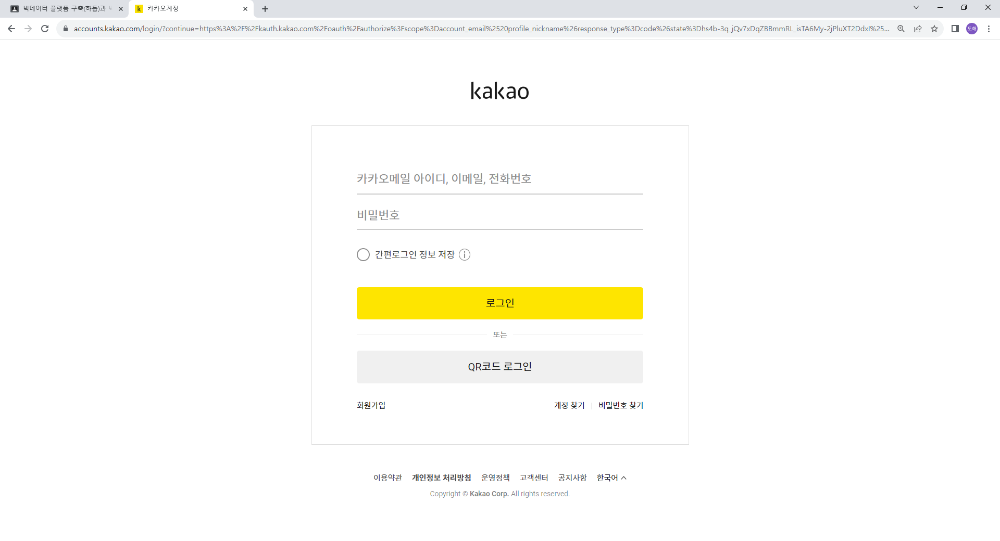 빅데이터 플랫폼 구축(하둡)과
카카오계정
accounts.kakao.com/login/?continue=https%3A%2F%2Fkauth.kakao.com%2Foauth%2Fauthorize%3Fscope%3Daccount_email%2520profile_nickname%26response_type%3Dcode%26state%3Dhs4b-3q_jQv7xDqZBBmmRL_isTA6My-2jPluXT2DdxI%25...
도해
kakao
카카오메일 아이디, 이메일, 전화번호
비밀번호
간편로그인 정보 저장
로그인
또는
QR코드 로그인
회원가입 계정 찾기 비밀번호 찾기
이용약관 개인정보 처리방침 운영정책 고객센터 공지사항 한국어
Copyright © Kakao Corp. All rights reserved.